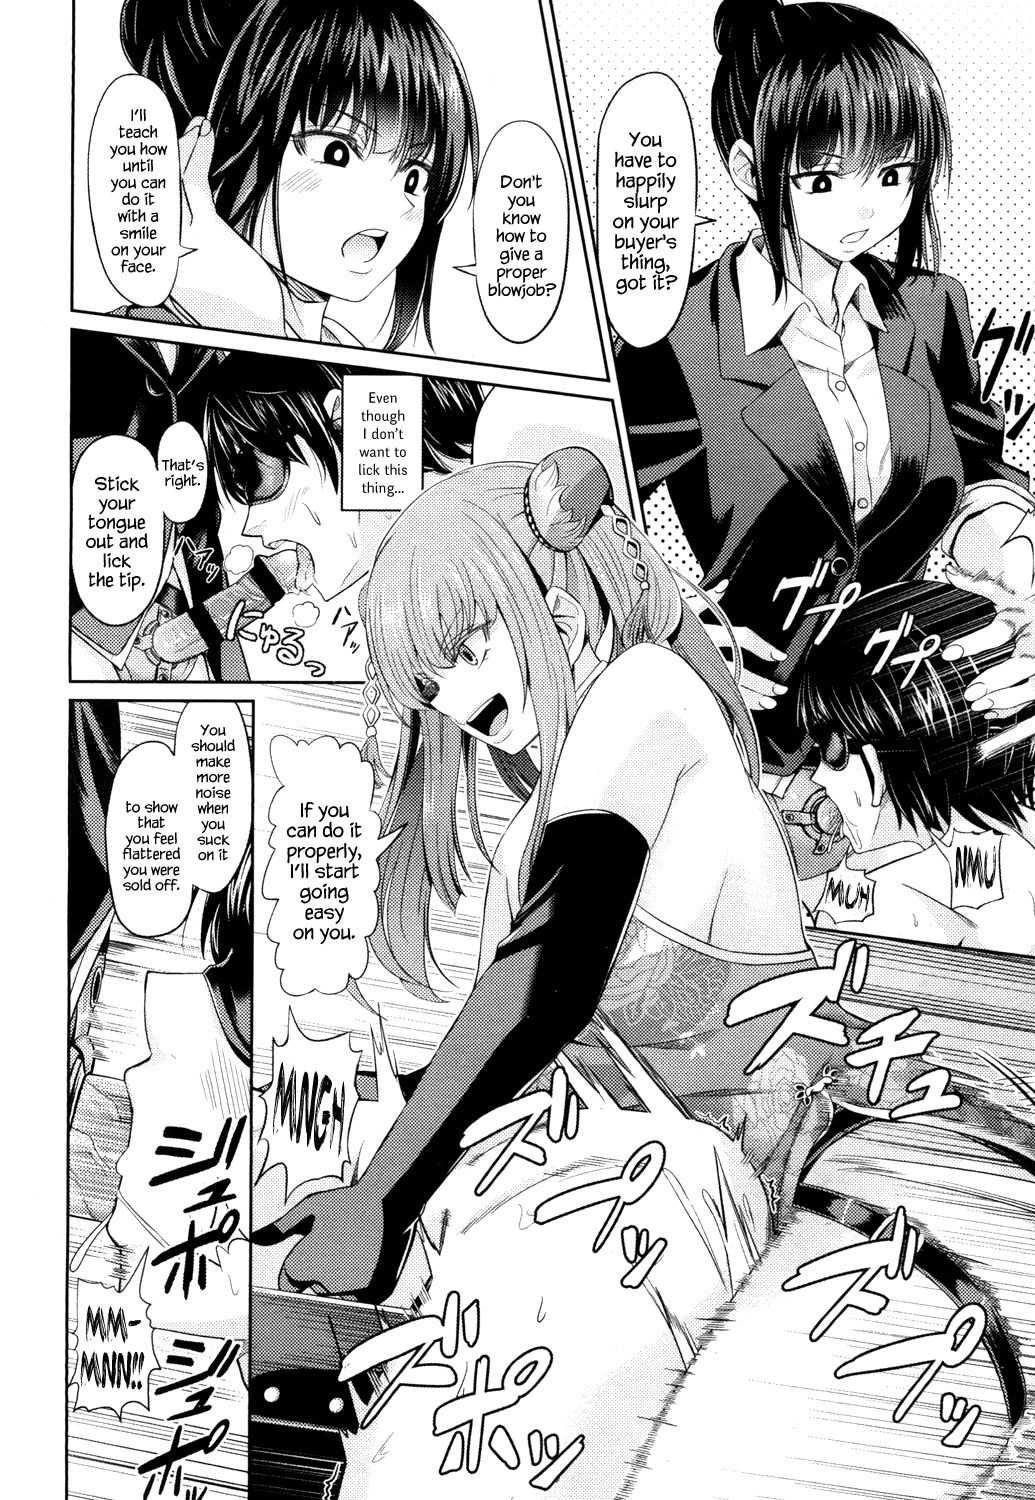 You
have to
happily
slurp
on your
buyer's
thing,
got it?
グッ
グプ
グプッ
NMU
MUH
Don't
you
know
how to
give a
proper
blowjob?
I'll
teach
you how
until
you can
do it
with a
smile
on your
face.
Even
though
I don't
want to
lick this
thing...
That's
right.
Stick
your
tongue
out and
lick
the tip.
にゅるっ
If you
can do it
properly,
I'll start
going
easy
on you.
MNGH
ズチュ
ズプッ
ズプッ
ズポッ
You
should
make
more
noise
when
you
suck
on it
to show
that
you feel
flattered
you were
sold off.
ジュポ
MM-
MNN!!
ジュポッ